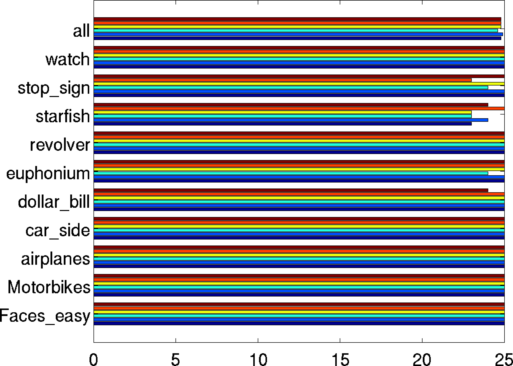 all
watch
stop_sign
starfish
revolver
euphonium
dollar_bill
car_side
airplanes
Motorbikes
Faces_easy
0 5 10 15 20 25